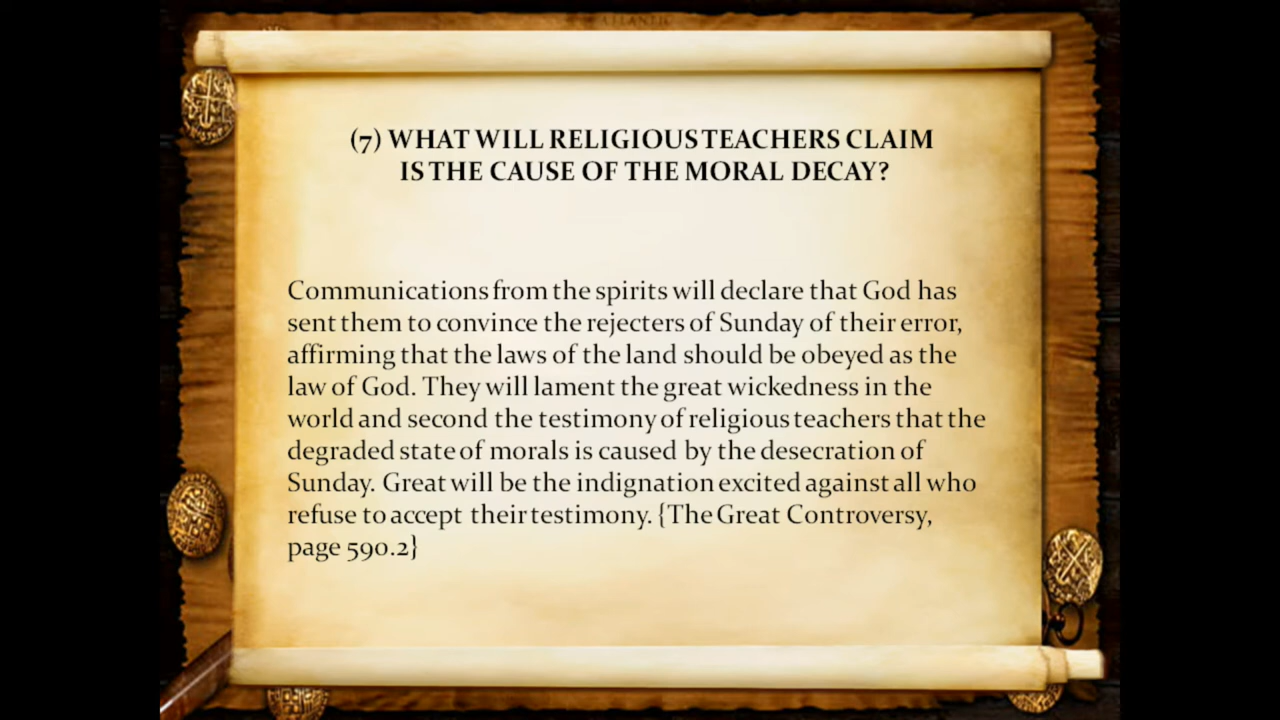 ATLANTIC
(7) WHAT WILL RELIGIOUS TEACHERS CLAIM
IS THE CAUSE OF THE MORAL DECAY?
Communications from the spirits will declare that God has
sent them to convince the rejecters of Sunday of their error,
affirming that the laws of the land should be obeyed as the
law of God. They will lament the great wickedness in the
world and second the testimony of religious teachers that the
degraded state of morals is caused by the desecration of
Sunday. Great will be the indignation excited against all who
refuse to accept their testimony. {The Great Controversy,
page 590.2}